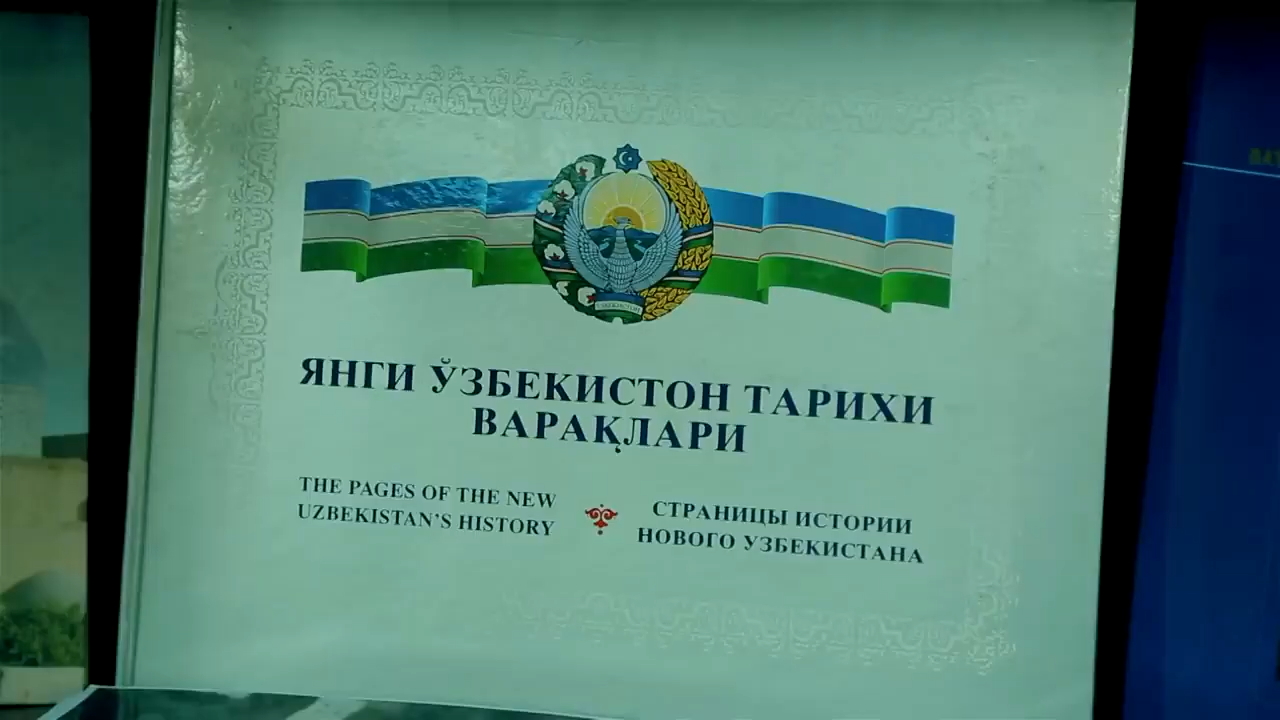 ЯНГИ ЎЗБЕКИСТОН ТАРИХИ
ВАРАҚЛАРИ
THE PAGES OF THE NEW
UZBEKISTAN'S HISTORY
СТРАНИЦЫ ИСТОРИИ
НОВОГО УЗБЕКИСТАНА